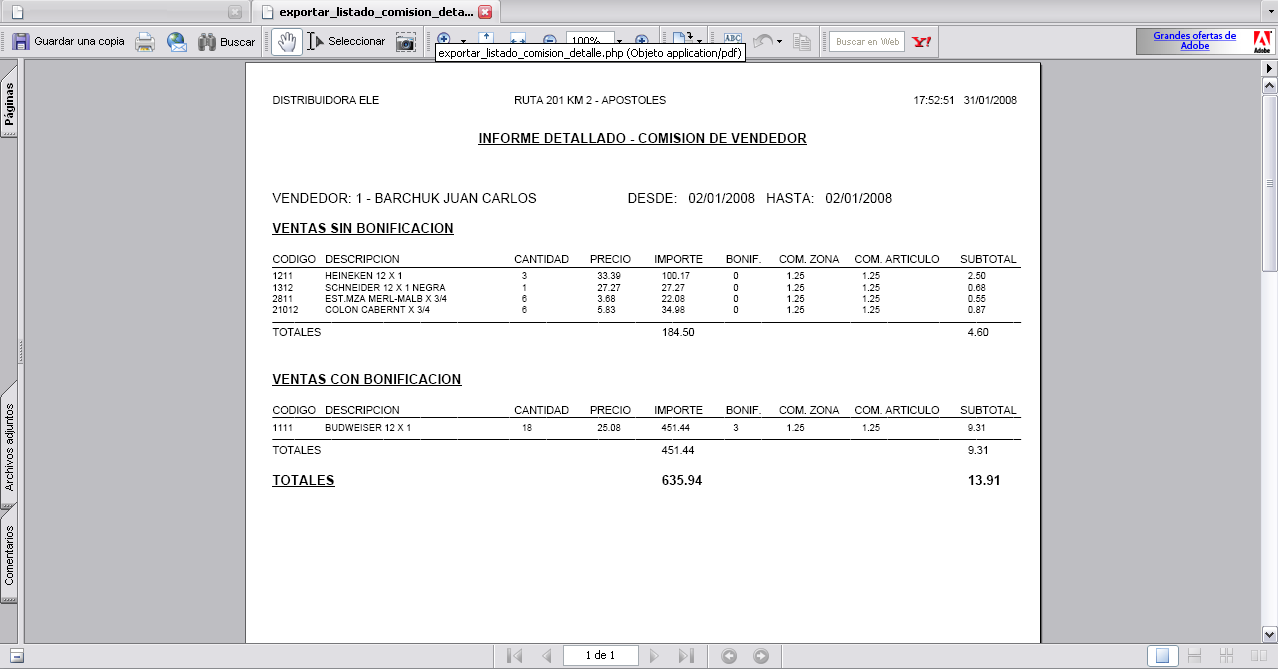 exportar_listado_comision_deta...
Guardar una copia Buscar Seleccionar 100% ABC Buscar en Web Y! Grandes ofertas de Adobe Adobe
exportar_listado_comision_detalle.php (Objeto application/pdf)
Páginas
Archivos adjuntos
Comentarios
DISTRIBUIDORA ELE RUTA 201 KM 2 - APOSTOLES 17:52:51 31/01/2008
INFORME DETALLADO - COMISION DE VENDEDOR
VENDEDOR: 1 - BARCHUK JUAN CARLOS DESDE: 02/01/2008 HASTA: 02/01/2008
VENTAS SIN BONIFICACION
CODIGO DESCRIPCION CANTIDAD PRECIO IMPORTE BONIF. COM. ZONA COM. ARTICULO SUBTOTAL
1211 HEINEKEN 12 X 1 3 33.39 100.17 0 1.25 1.25 2.50
1312 SCHNEIDER 12 X 1 NEGRA 1 27.27 27.27 0 1.25 1.25 0.68
2811 EST.MZA MERL-MALB X 3/4 6 3.68 22.08 0 1.25 1.25 0.55
21012 COLON CABERNT X 3/4 6 5.83 34.98 0 1.25 1.25 0.87
TOTALES 184.50 4.60
VENTAS CON BONIFICACION
CODIGO DESCRIPCION CANTIDAD PRECIO IMPORTE BONIF. COM. ZONA COM. ARTICULO SUBTOTAL
1111 BUDWEISER 12 X 1 18 25.08 451.44 3 1.25 1.25 9.31
TOTALES 451.44 9.31
TOTALES 635.94 13.91
1 de 1